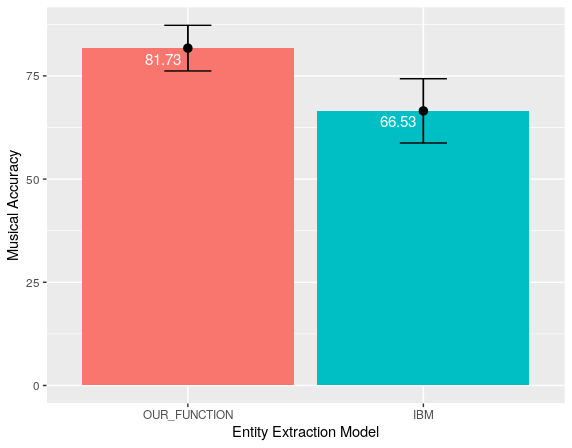 Musical Accuracy
75
50
25
0
81.73
66.53
OUR_FUNCTION
IBM
Entity Extraction Model